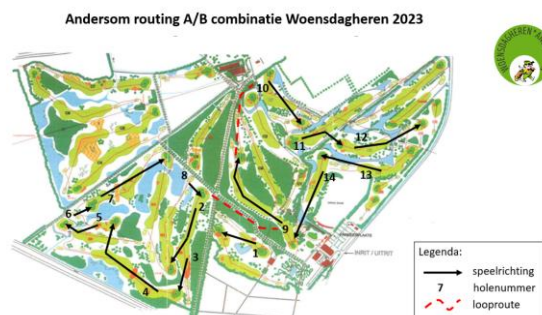 Andersom routing A/B combinatie Woensdagheren 2023
10
11
12
13
14
8
7
6
5
2
3
9
1
4
INRIT / UITRIT
Legenda:
speelrichting
7 holenummer
looproute